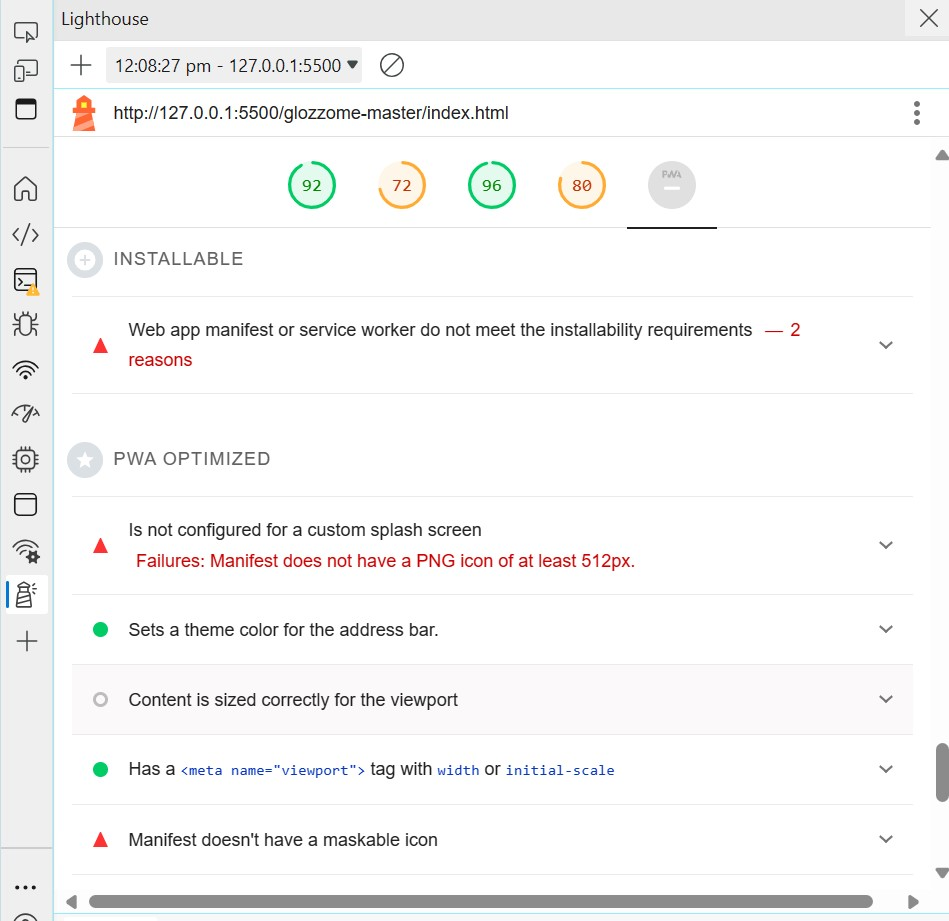 Lighthouse
12:08:27 pm - 127.0.0.1:5500
http://127.0.0.1:5500/glozzome-master/index.html
92
72
96
80
PWA
INSTALLABLE
Web app manifest or service worker do not meet the installability requirements — 2
reasons
PWA OPTIMIZED
Is not configured for a custom splash screen
Failures: Manifest does not have a PNG icon of at least 512px.
Sets a theme color for the address bar.
Content is sized correctly for the viewport
Has a <meta name="viewport"> tag with width or initial-scale
Manifest doesn't have a maskable icon